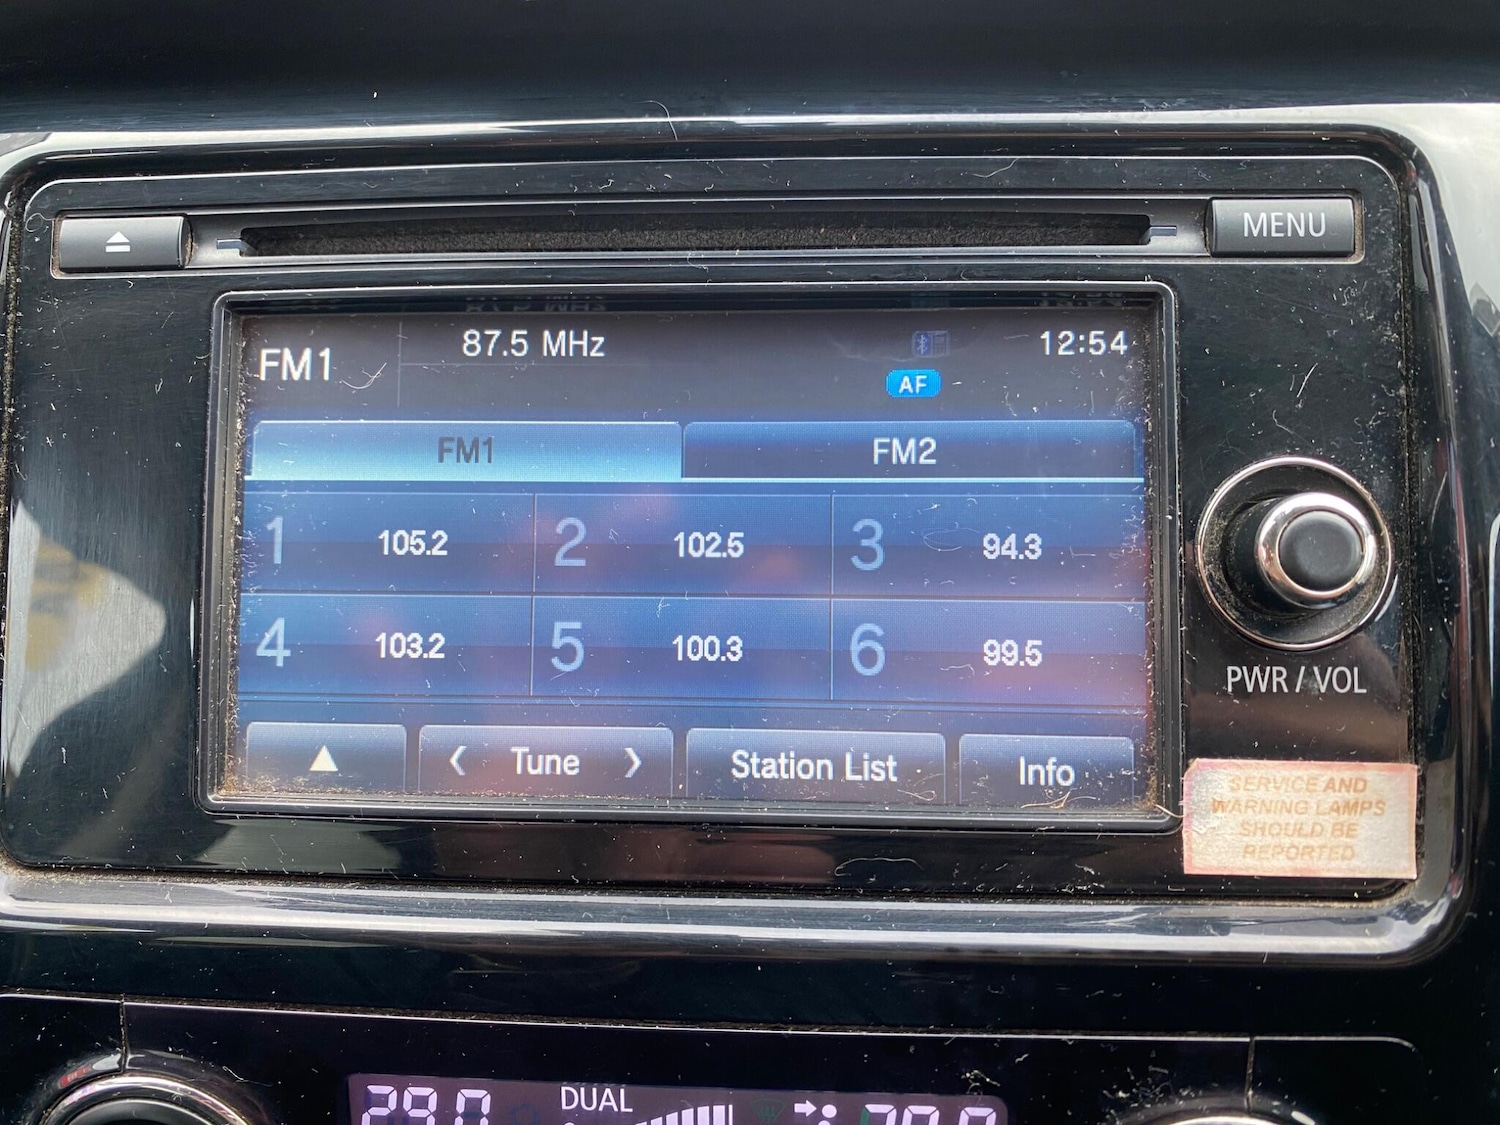 MENU
87.5 MHz
12:54
FM1
AF
FM1
FM2
1 105.2
2 102.5
3 94.3
4 103.2
5 100.3
6 99.5
Tune
Station List
Info
PWR / VOL
SERVICE AND
WARNING LAMPS
SHOULD BE
REPORTED
DUAL
29.0